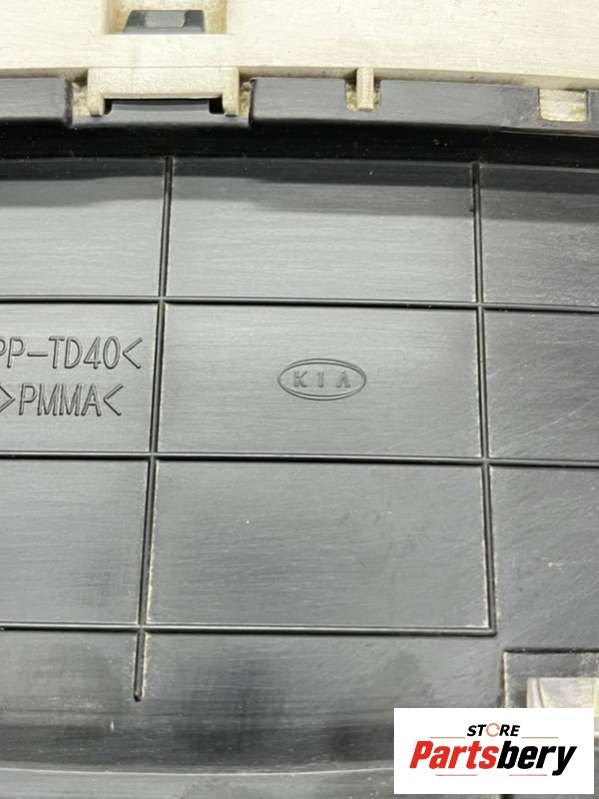 PP-TD40<
>PMMA<
KIA
STORE
Partsbery